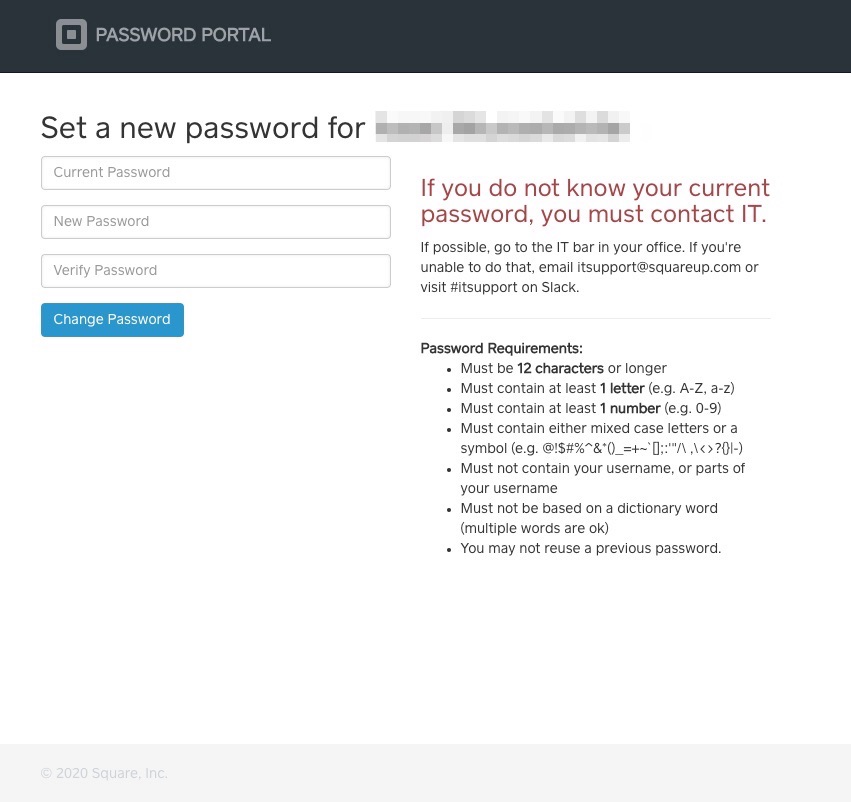 PASSWORD PORTAL
Set a new password for
Current Password
New Password
Verify Password
Change Password
If you do not know your current
password, you must contact IT.
If possible, go to the IT bar in your office. If you're
unable to do that, email itsupport@squareup.com or
visit #itsupport on Slack.
Password Requirements:
Must be 12 characters or longer
Must contain at least 1 letter (e.g. A-Z, a-z)
Must contain at least 1 number (e.g. 0-9)
Must contain either mixed case letters or a
symbol (e.g. @!$#%^&*()_=+~`[];:'"/\ ,\<>?{}|-)
Must not contain your username, or parts of
your username
Must not be based on a dictionary word
(multiple words are ok)
You may not reuse a previous password.
© 2020 Square, Inc.